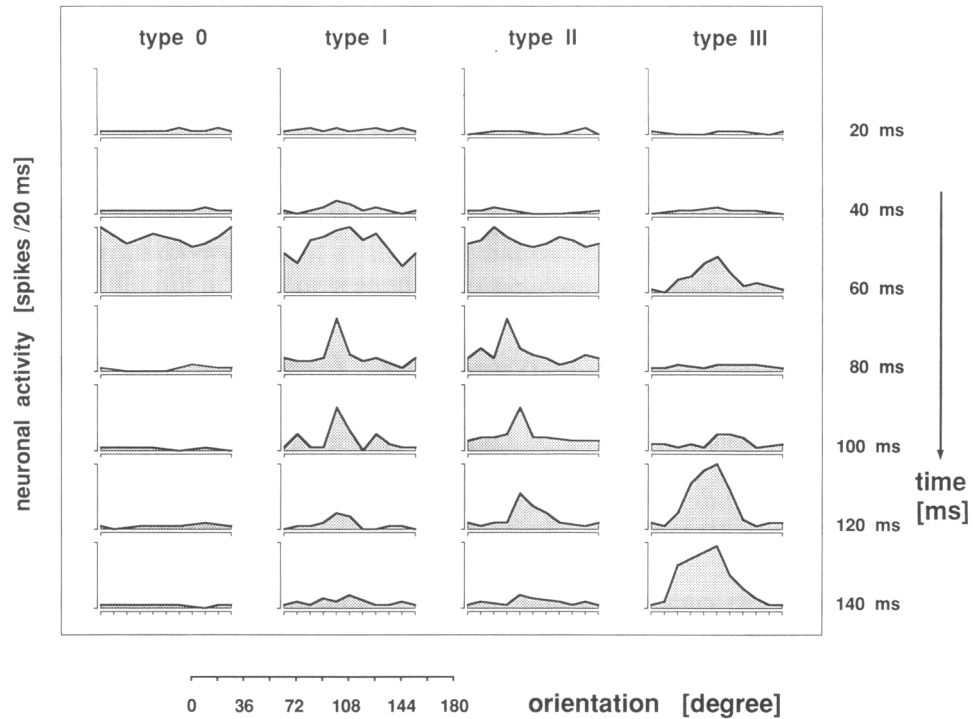 type 0 type I type II type III
20 ms
40 ms
60 ms
80 ms
100 ms
120 ms
140 ms
neuronal activity [spikes /20 ms]
time
[ms]
0 36 72 108 144 180
orientation [degree]